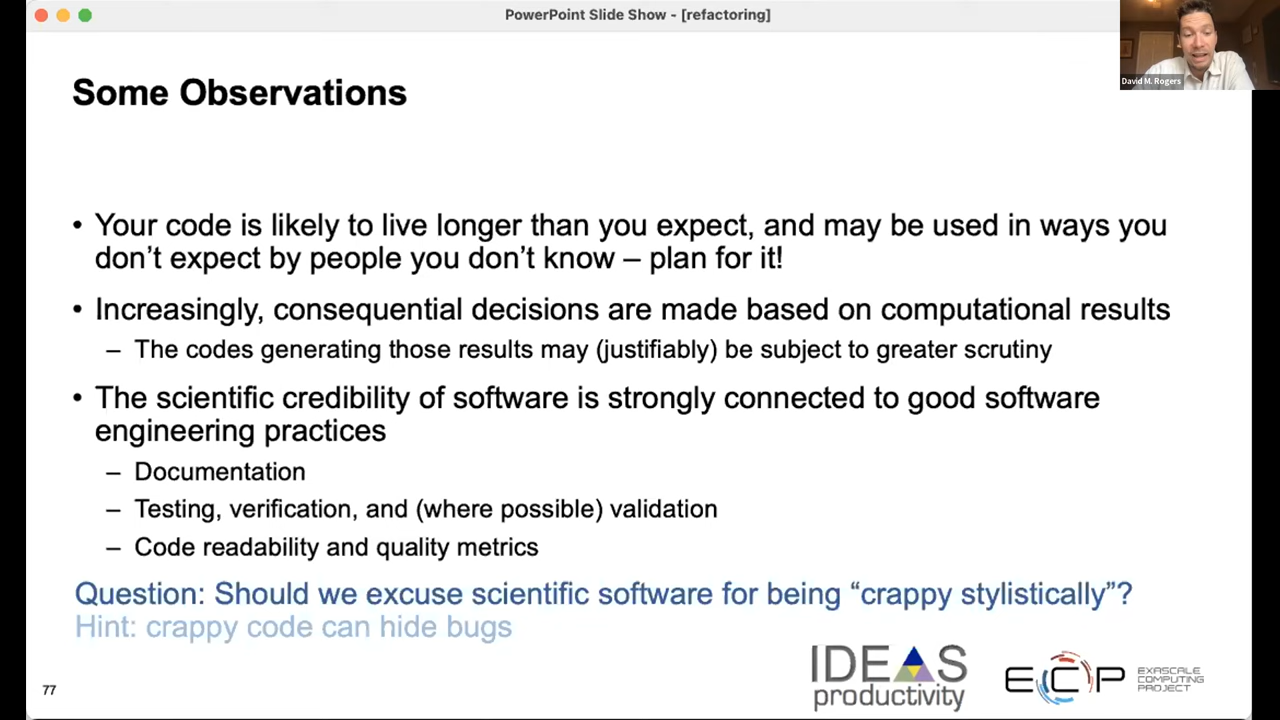 PowerPoint Slide Show - [refactoring]
David M. Rogers
Some Observations
• Your code is likely to live longer than you expect, and may be used in ways you
don’t expect by people you don’t know – plan for it!
• Increasingly, consequential decisions are made based on computational results
– The codes generating those results may (justifiably) be subject to greater scrutiny
• The scientific credibility of software is strongly connected to good software
engineering practices
– Documentation
– Testing, verification, and (where possible) validation
– Code readability and quality metrics
Question: Should we excuse scientific software for being “crappy stylistically”?
Hint: crappy code can hide bugs
77
IDEAS
productivity
ECP
EXASCALE
COMPUTING
PROJECT